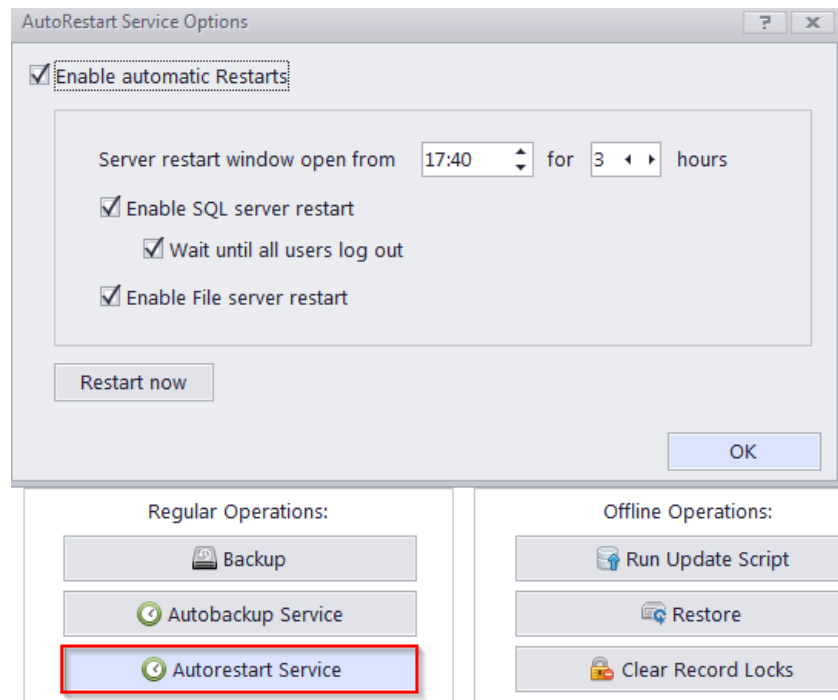 AutoRestart Service Options
? x
Enable automatic Restarts
Server restart window open from 17:40 for 3 hours
Enable SQL server restart
Wait until all users log out
Enable File server restart
Restart now
OK
Regular Operations:
Backup
Autobackup Service
Autorestart Service
Offline Operations:
Run Update Script
Restore
Clear Record Locks